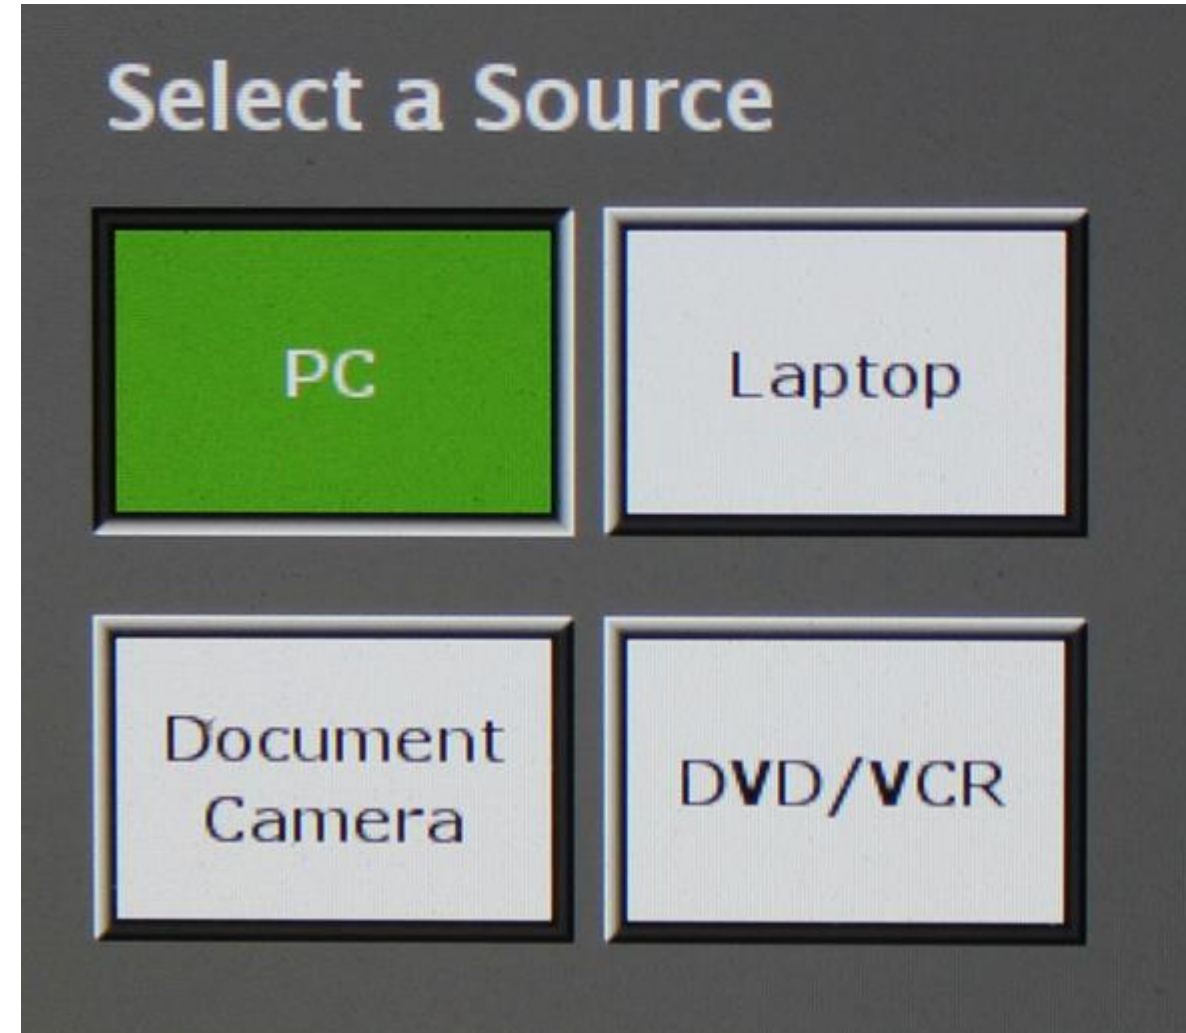 Select a Source
PC
Laptop
Document
Camera
DVD/VCR